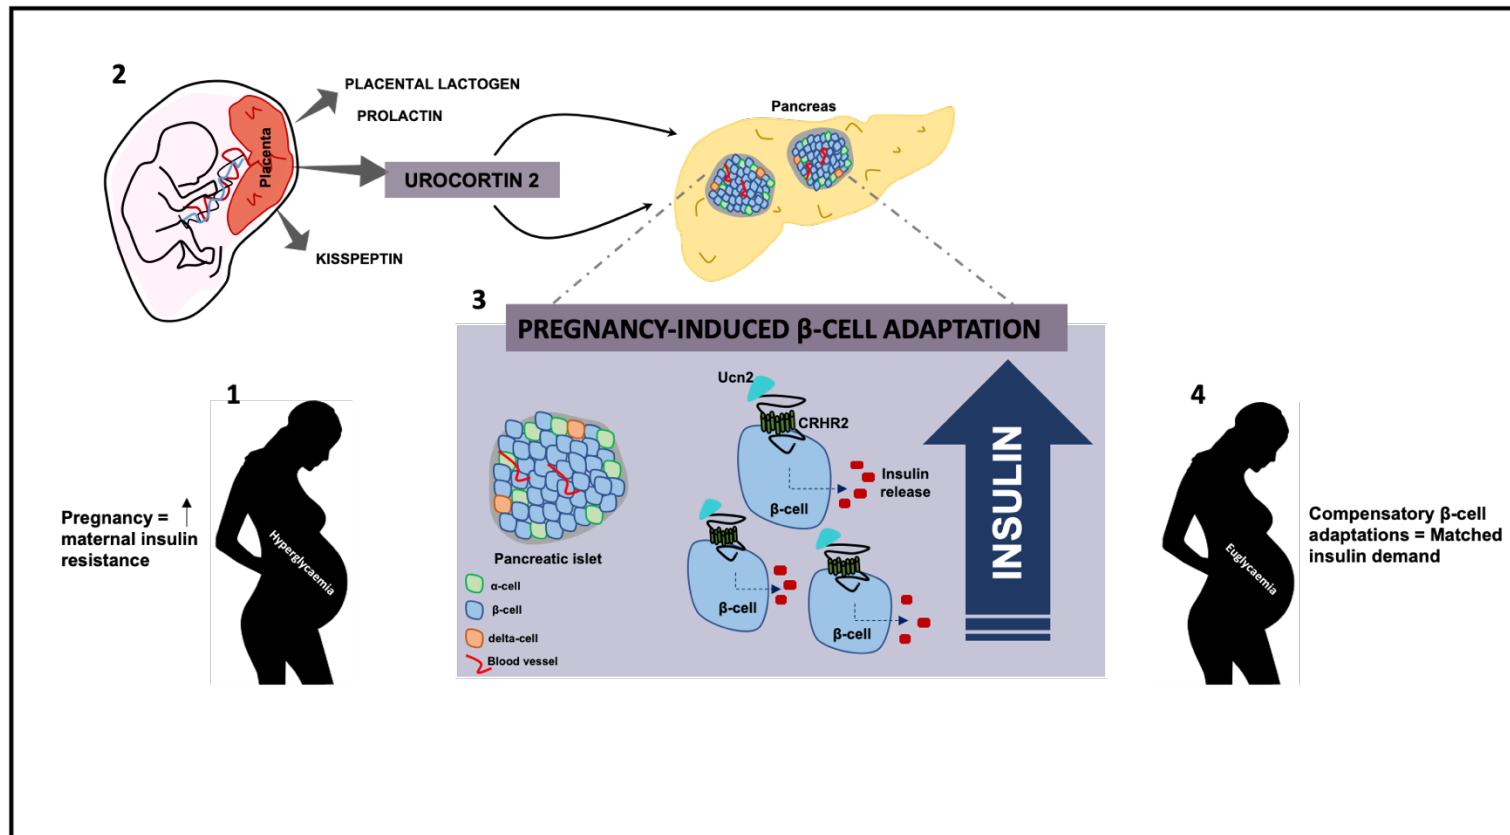 2
PLACENTAL LACTOGEN
PROLACTIN
Placenta
UROCORTIN 2
KISSPEPTIN
Pancreas
3
PREGNANCY-INDUCED β-CELL ADAPTATION
1
Pregnancy =
maternal insulin
resistance
Hyperglycaemia
Pancreatic islet
α-cell
β-cell
delta-cell
Blood vessel
Ucn2
CRHR2
Insulin
release
β-cell
β-cell
β-cell
INSULIN
4
Euglycaemia
Compensatory β-cell
adaptations = Matched
insulin demand